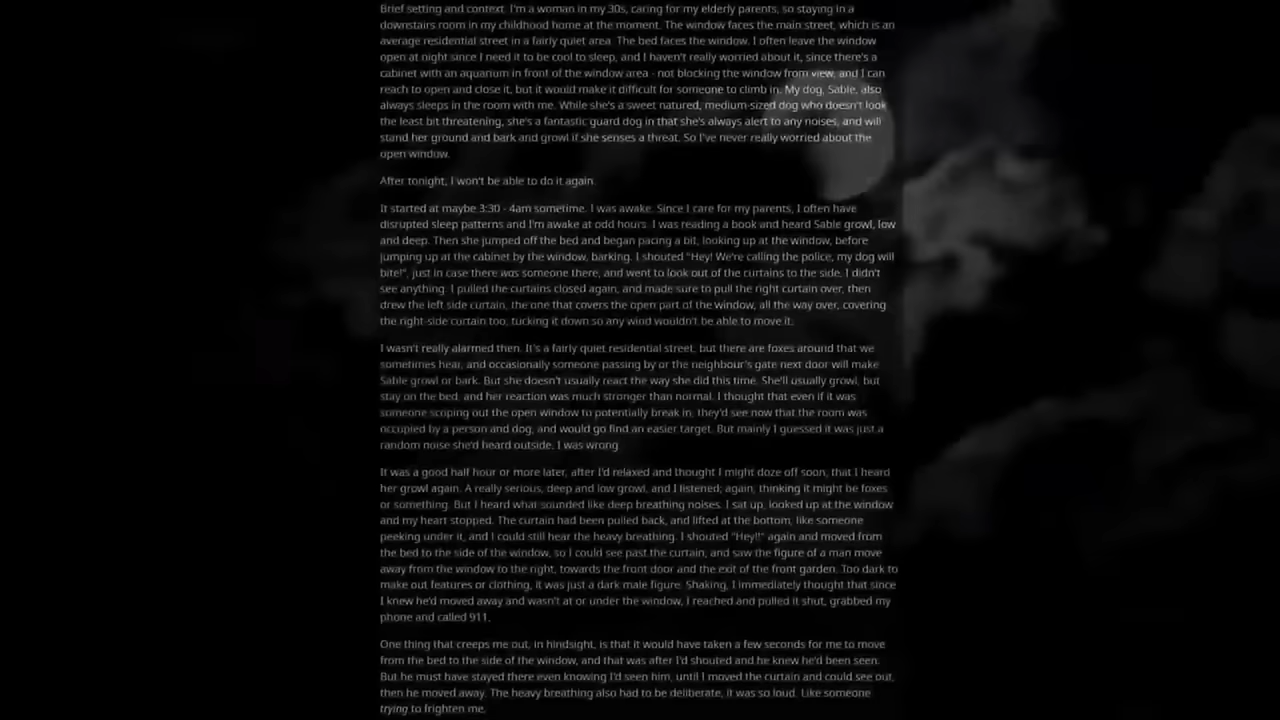 Brief setting and context. I'm a woman in my 30s, caring for my elderly parents, so staying in a
downstairs room in my childhood home at the moment. The window faces the main street, which is an
average residential street in a fairly quiet area. The bed faces the window. I often leave the window
open at night since I need it to be cool to sleep, and I haven't really worried about it, since there's a
cabinet with an aquarium in front of the window area - not blocking the window from view, and I can
reach to open and close it, but it would make it difficult for someone to climb in. My dog, Sable, also
always sleeps in the room with me. While she's a sweet natured, medium-sized dog who doesn't look
the least bit threatening, she's a fantastic guard dog in that she's always alert to any noises, and will
stand her ground and bark and growl if she senses a threat. So I've never really worried about the
open window.
After tonight, I won't be able to do it again.
It started at maybe 3:30 - 4am sometime. I was awake. Since I care for my parents, I often have
disrupted sleep patterns and I'm awake at odd hours. I was reading a book and heard Sable growl, low
and deep. Then she jumped off the bed and began pacing a bit, looking up at the window, before
jumping up at the cabinet by the window, barking. I shouted "Hey! We're calling the police, my dog will
bite!", just in case there was someone there, and went to look out of the curtains to the side. I didn't
see anything. I pulled the curtains closed again, and made sure to pull the right curtain over, then
drew the left side curtain, the one that covers the open part of the window, all the way over, covering
the right-side curtain too, tucking it down so any wind wouldn't be able to move it.
I wasn't really alarmed then. It's a fairly quiet residential street, but there are foxes around that we
sometimes hear, and occasionally someone passing by or the neighbour's gate next door will make
Sable growl or bark. But she doesn't usually react the way she did this time. She'll usually growl, but
stay on the bed, and her reaction was much stronger than normal. I thought that even if it was
someone scoping out the open window to potentially break in, they'd see now that the room was
occupied by a person and dog, and would go find an easier target. But mainly I guessed it was just a
random noise she'd heard outside. I was wrong
It was a good half hour or more later, after I'd relaxed and thought I might doze off soon, that I heard
her growl again. A really serious, deep and low growl, and I listened; again, thinking it might be foxes
or something. But I heard what sounded like deep breathing noises. I sat up, looked up at the window
and my heart stopped. The curtain had been pulled back, and lifted at the bottom, like someone
peeking under it, and I could still hear the heavy breathing. I shouted "Hey!!" again and moved from
the bed to the side of the window, so I could see past the curtain, and saw the figure of a man move
away from the window to the right, towards the front door and the exit of the front garden. Too dark to
make out features or clothing, it was just a dark male figure. Shaking, I immediately thought that since
I knew he'd moved away and wasn't at or under the window, I reached and pulled it shut, grabbed my
phone and called 911.
One thing that creeps me out, in hindsight, is that it would have taken a few seconds for me to move
from the bed to the side of the window, and that was after I'd shouted and he knew he'd been seen.
But he must have stayed there even knowing I'd seen him, until I moved the curtain and could see out,
then he moved away. The heavy breathing also had to be deliberate, it was so loud. Like someone
trying to frighten me.